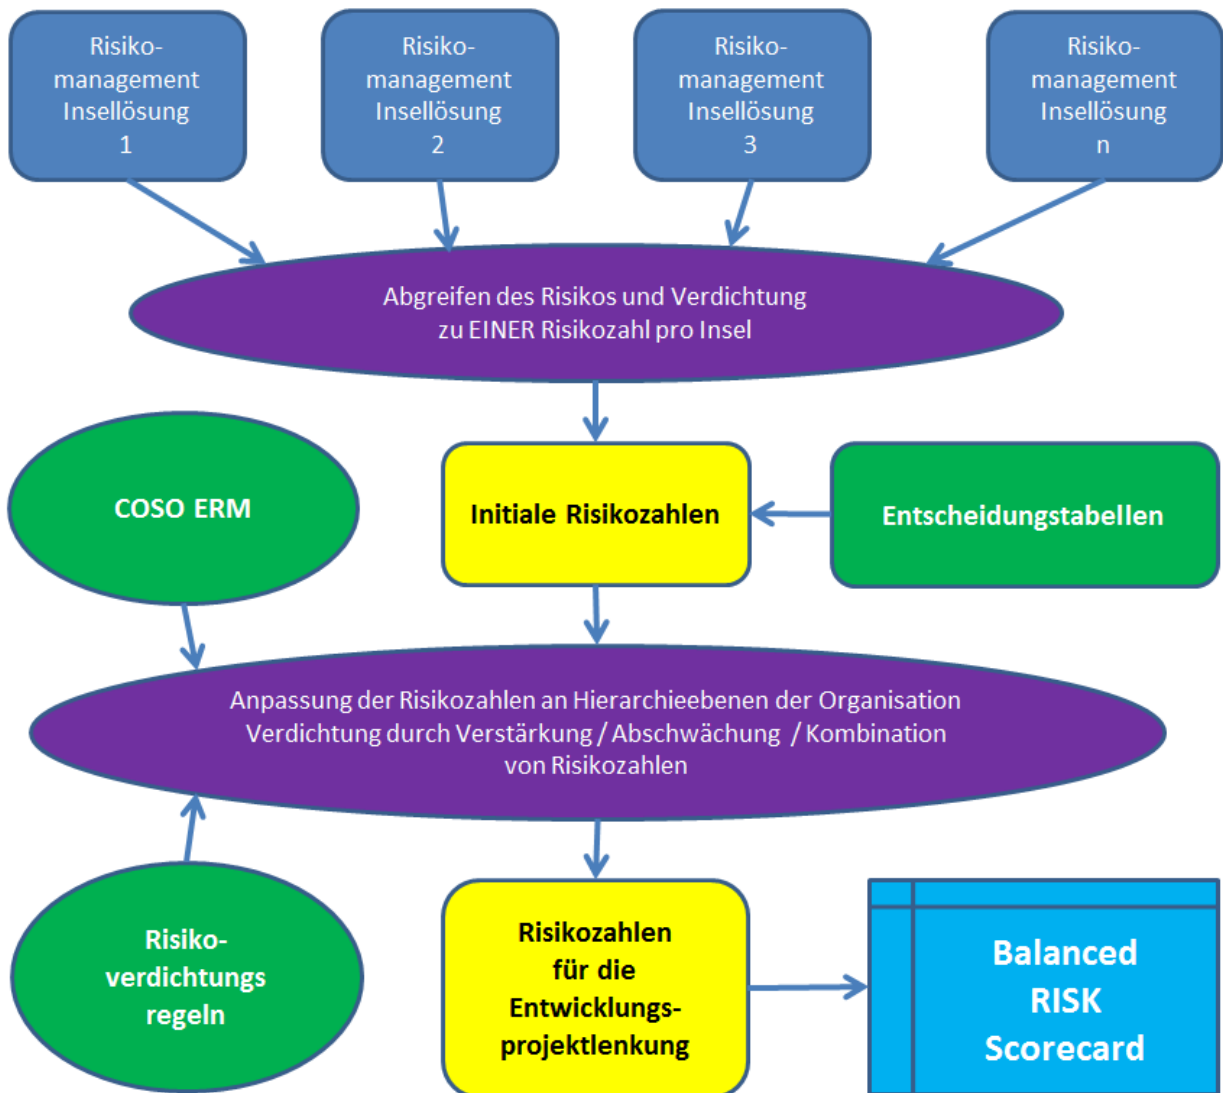 Risiko-
management
Insellösung
1
Risiko-
management
Insellösung
2
Risiko-
management
Insellösung
3
Risiko-
management
Insellösung
n
Abgreifen des Risikos und Verdichtung
zu EINER Risikozahl pro Insel
COSO ERM
Initiale Risikozahlen
Entscheidungstabellen
Anpassung der Risikozahlen an Hierarchieebenen der Organisation
Verdichtung durch Verstärkung / Abschwächung / Kombination
von Risikozahlen
Risiko-
verdichtungs
regeln
Risikozahlen
für die
Entwicklungs-
projektlenkung
Balanced
RISK
Scorecard